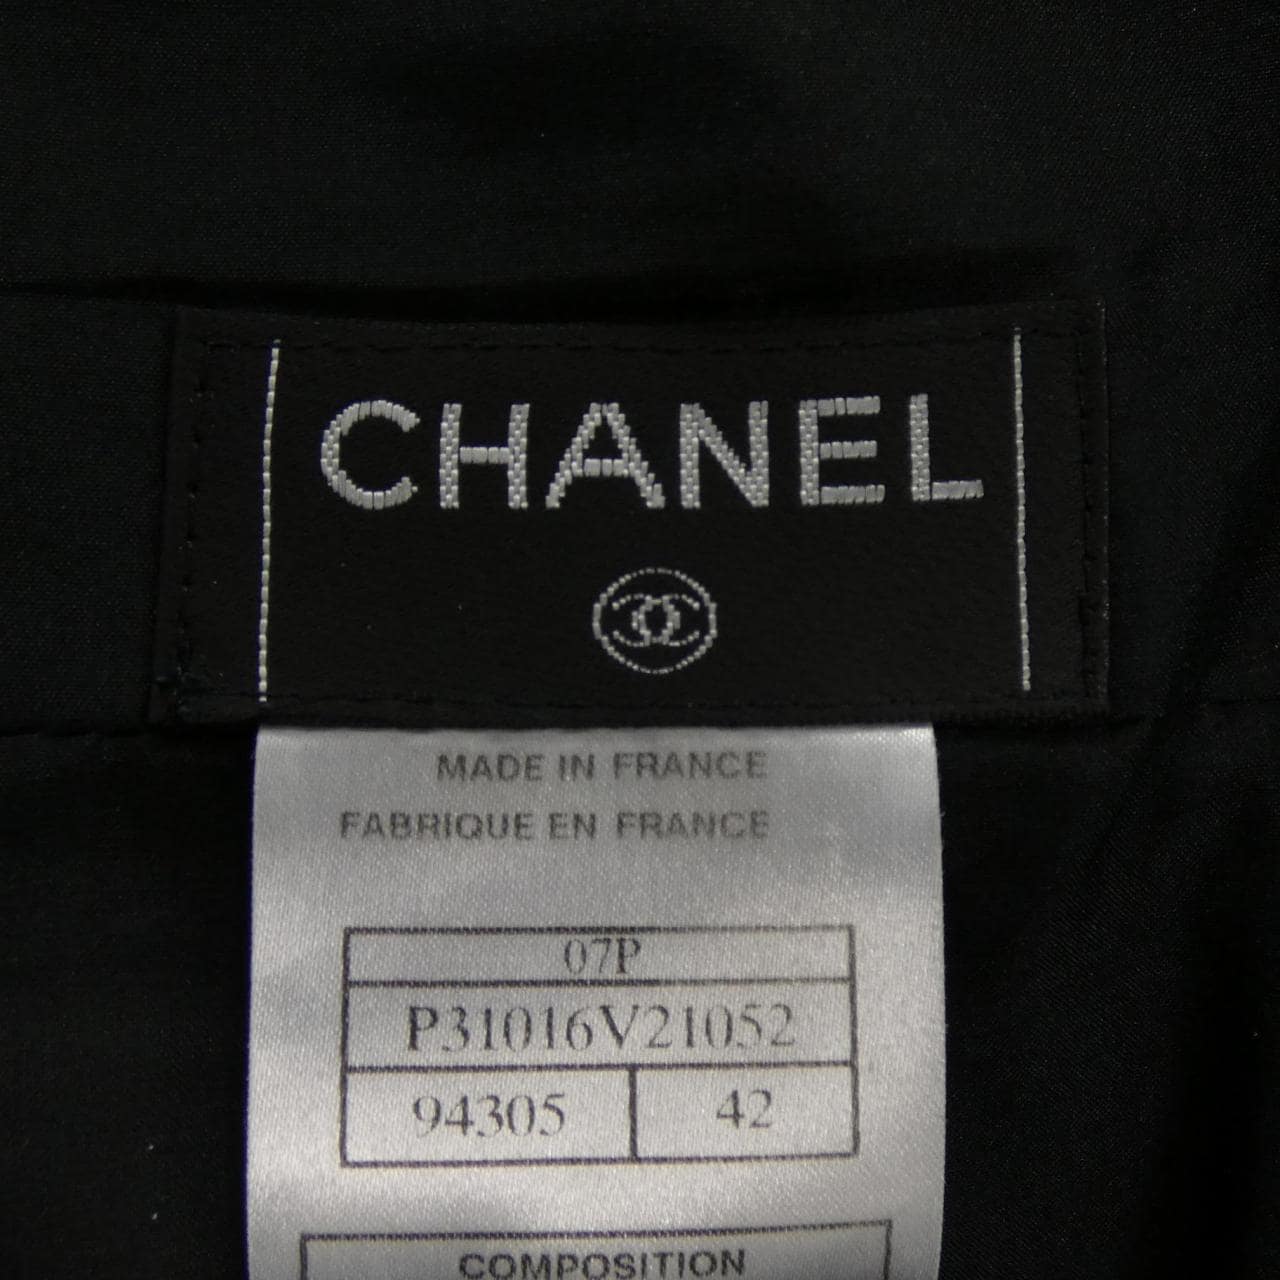 CHANEL
MADE IN FRANCE
FABRIQUE EN FRANCE
07P
P31016V21052
94305 42
COMPOSITION